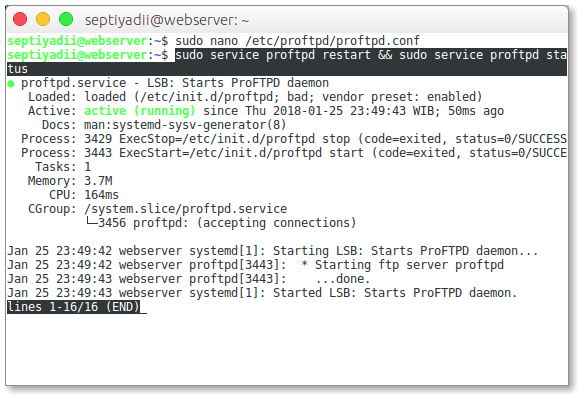 septiyadii@webserver: ~
septiyadii@webserver:~$ sudo nano /etc/proftpd/proftpd.conf
septiyadii@webserver:~$ sudo service proftpd restart && sudo service proftpd sta
tus
● proftpd.service - LSB: Starts ProFTPD daemon
   Loaded: loaded (/etc/init.d/proftpd; bad; vendor preset: enabled)
   Active: active (running) since Thu 2018-01-25 23:49:43 WIB; 50ms ago
     Docs: man:systemd-sysv-generator(8)
  Process: 3429 ExecStop=/etc/init.d/proftpd stop (code=exited, status=0/SUCCESS
  Process: 3443 ExecStart=/etc/init.d/proftpd start (code=exited, status=0/SUCCE
    Tasks: 1
   Memory: 3.7M
      CPU: 164ms
   CGroup: /system.slice/proftpd.service
           └─3456 proftpd: (accepting connections)
Jan 25 23:49:42 webserver systemd[1]: Starting LSB: Starts ProFTPD daemon...
Jan 25 23:49:42 webserver proftpd[3443]:  * Starting ftp server proftpd
Jan 25 23:49:43 webserver proftpd[3443]:    ...done.
Jan 25 23:49:43 webserver systemd[1]: Started LSB: Starts ProFTPD daemon.
lines 1-16/16 (END)